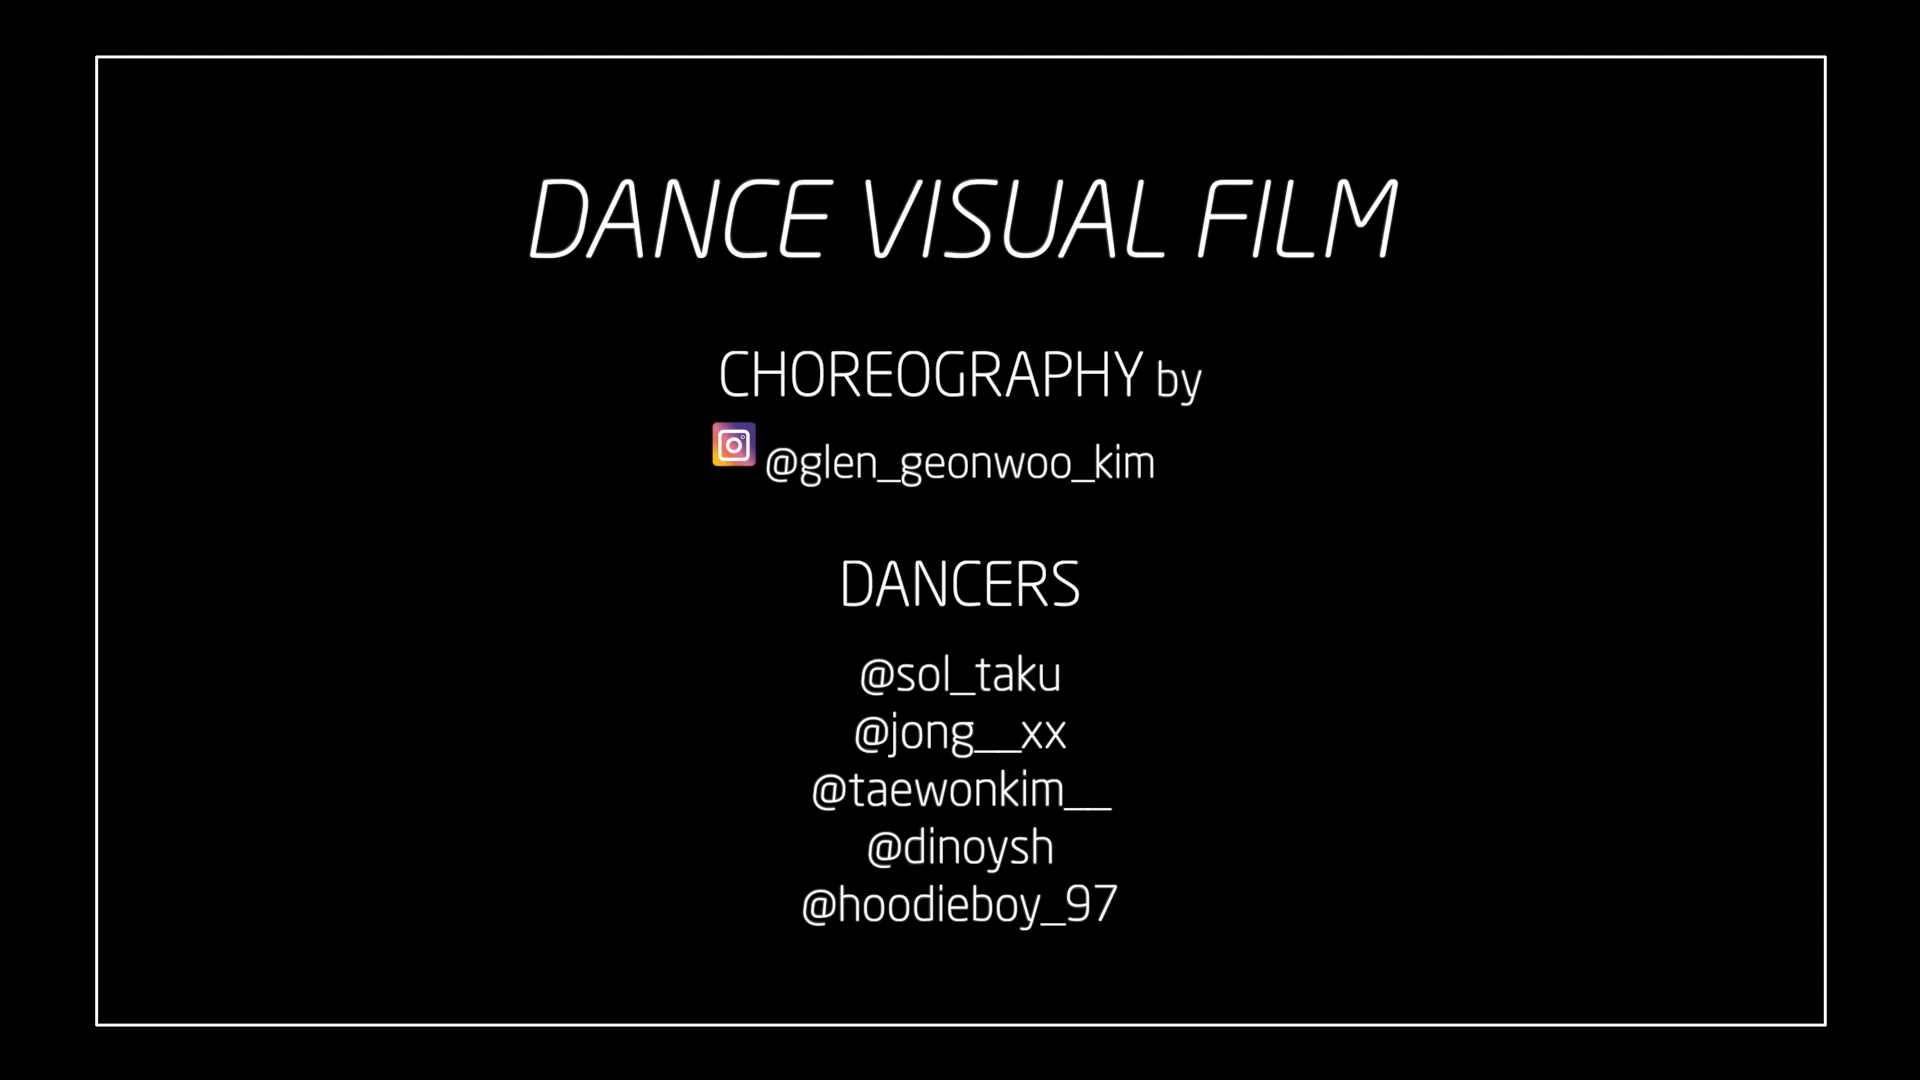 DANCE VISUAL FILM
CHOREOGRAPHY by
@glen_geonwoo_kim
DANCERS
@sol_taku
@jong__xx
@taewonkim__
@dinoysh
@hoodieboy_97